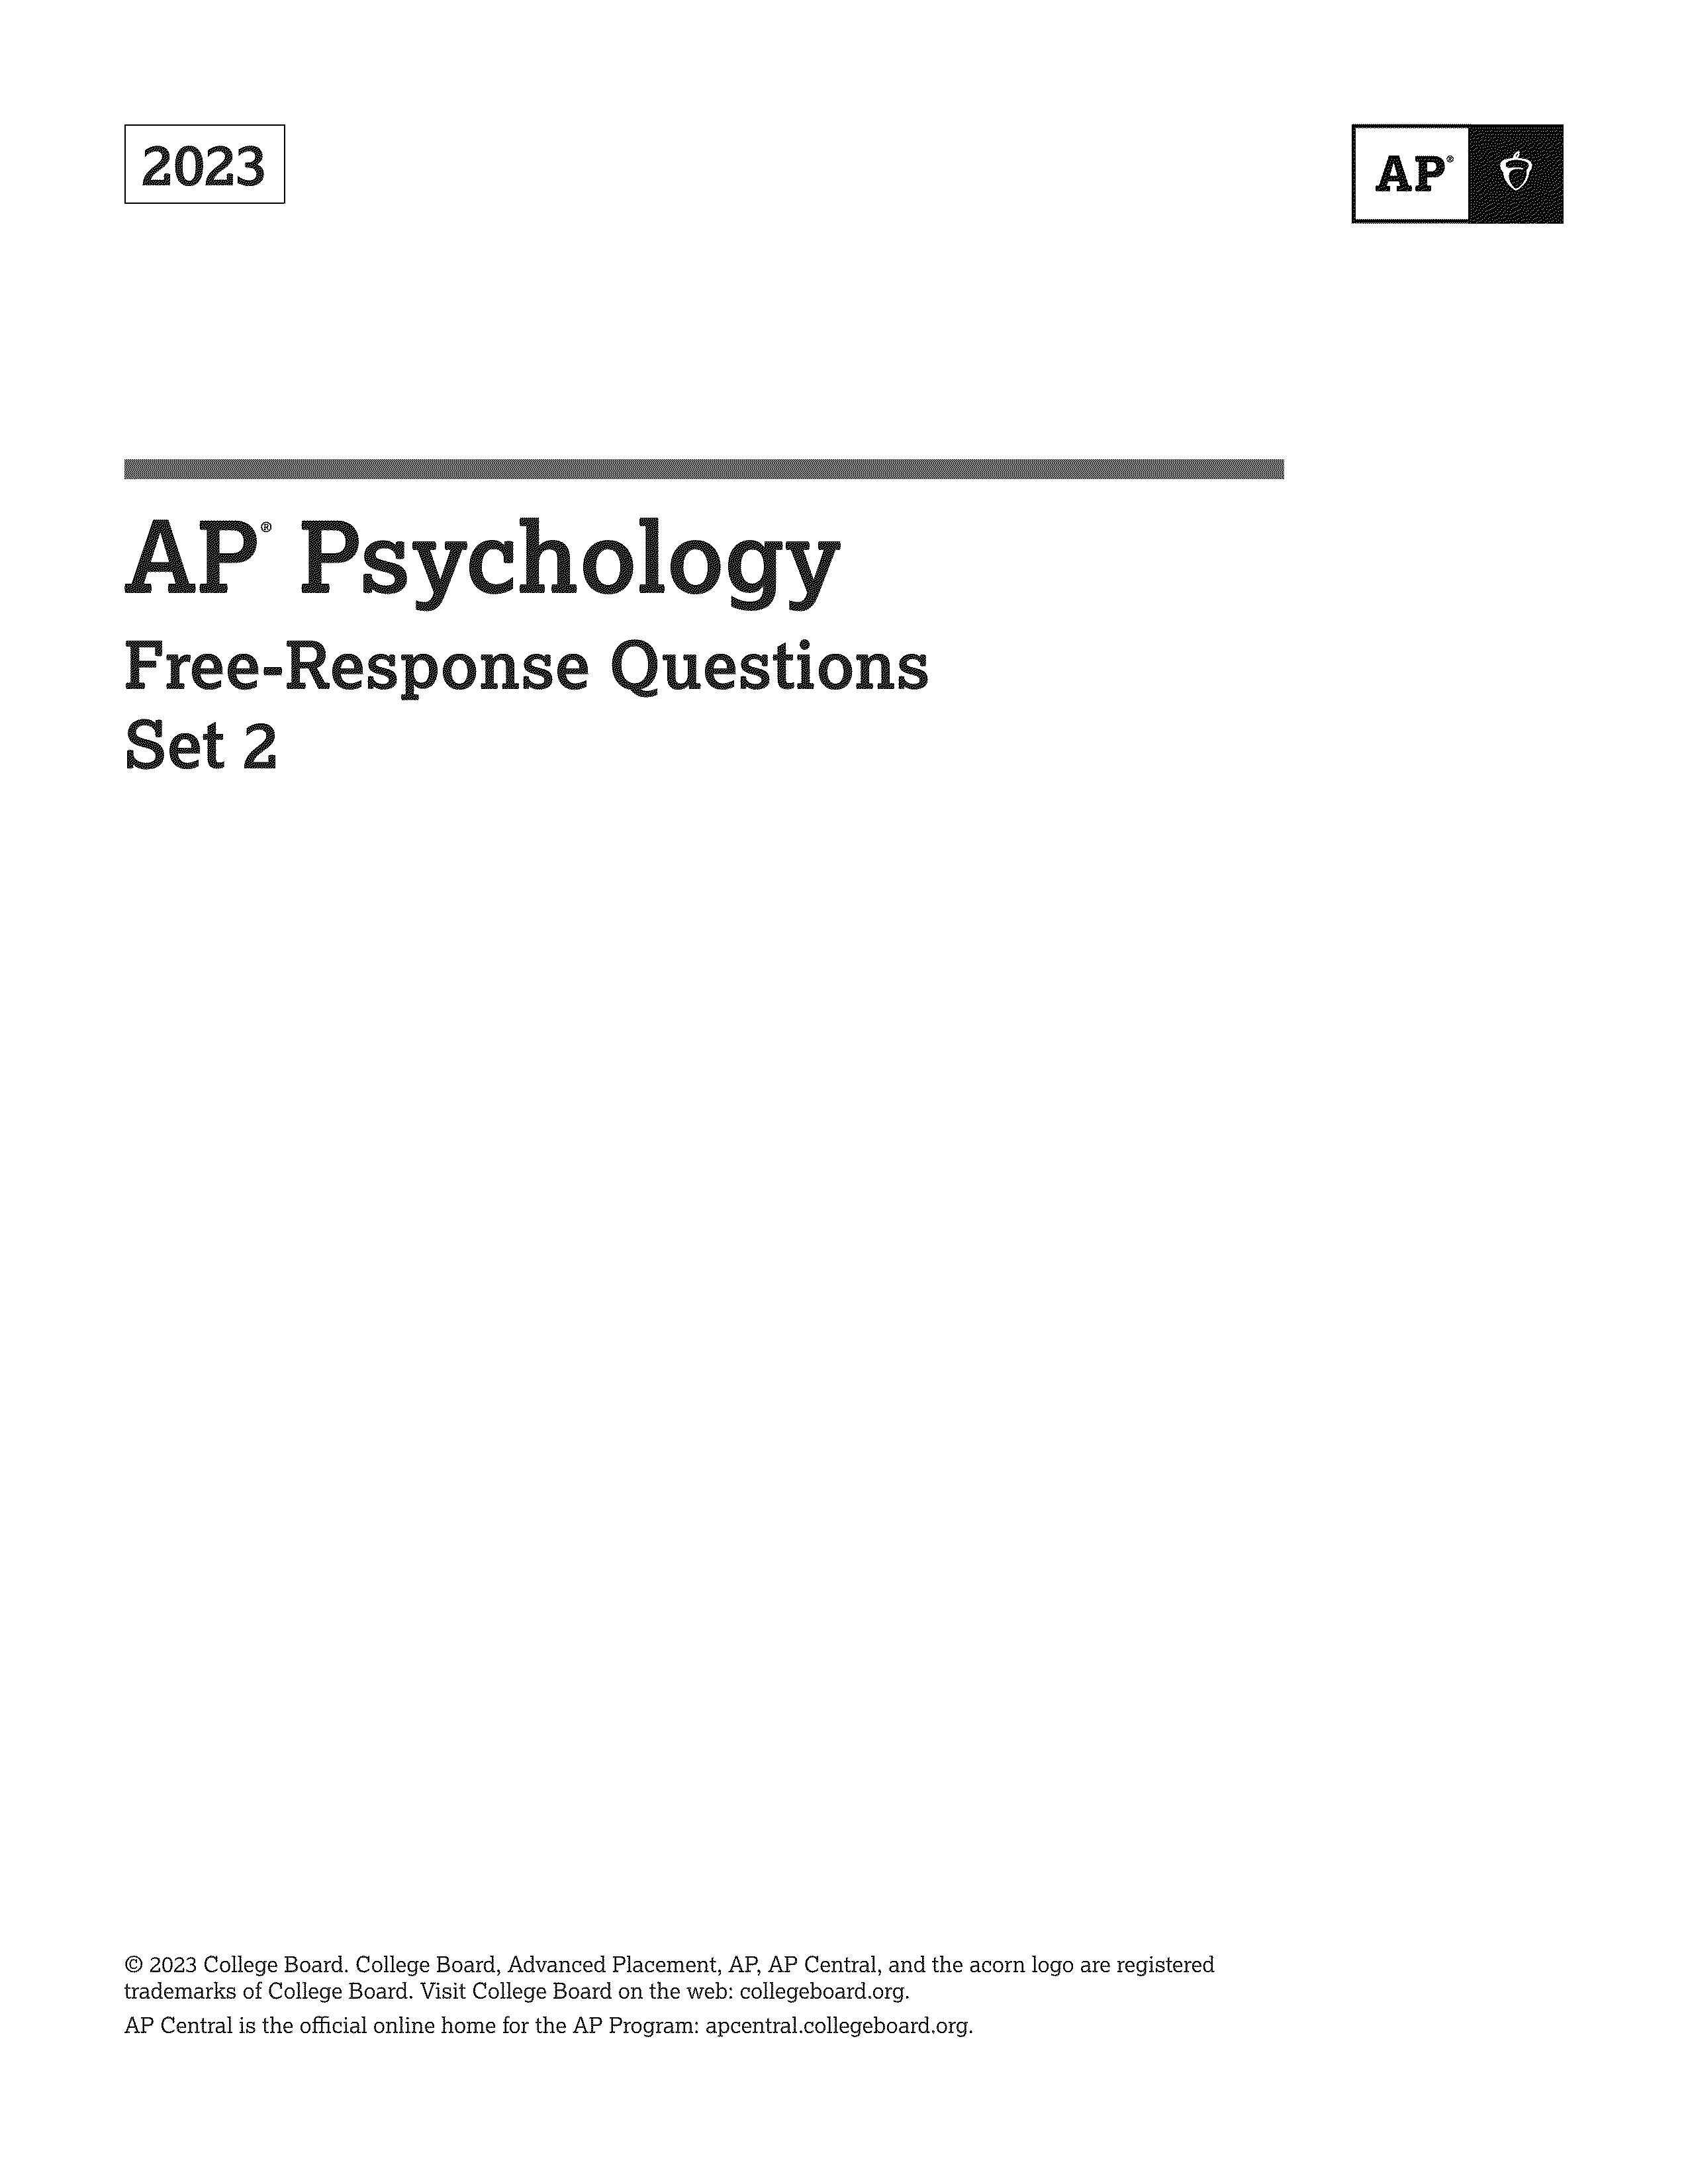 2023
AP®
AP® Psychology
Free-Response Questions
Set 2
© 2023 College Board. College Board, Advanced Placement, AP, AP Central, and the acorn logo are registered
trademarks of College Board. Visit College Board on the web: collegeboard.org.
AP Central is the official online home for the AP Program: apcentral.collegeboard.org.